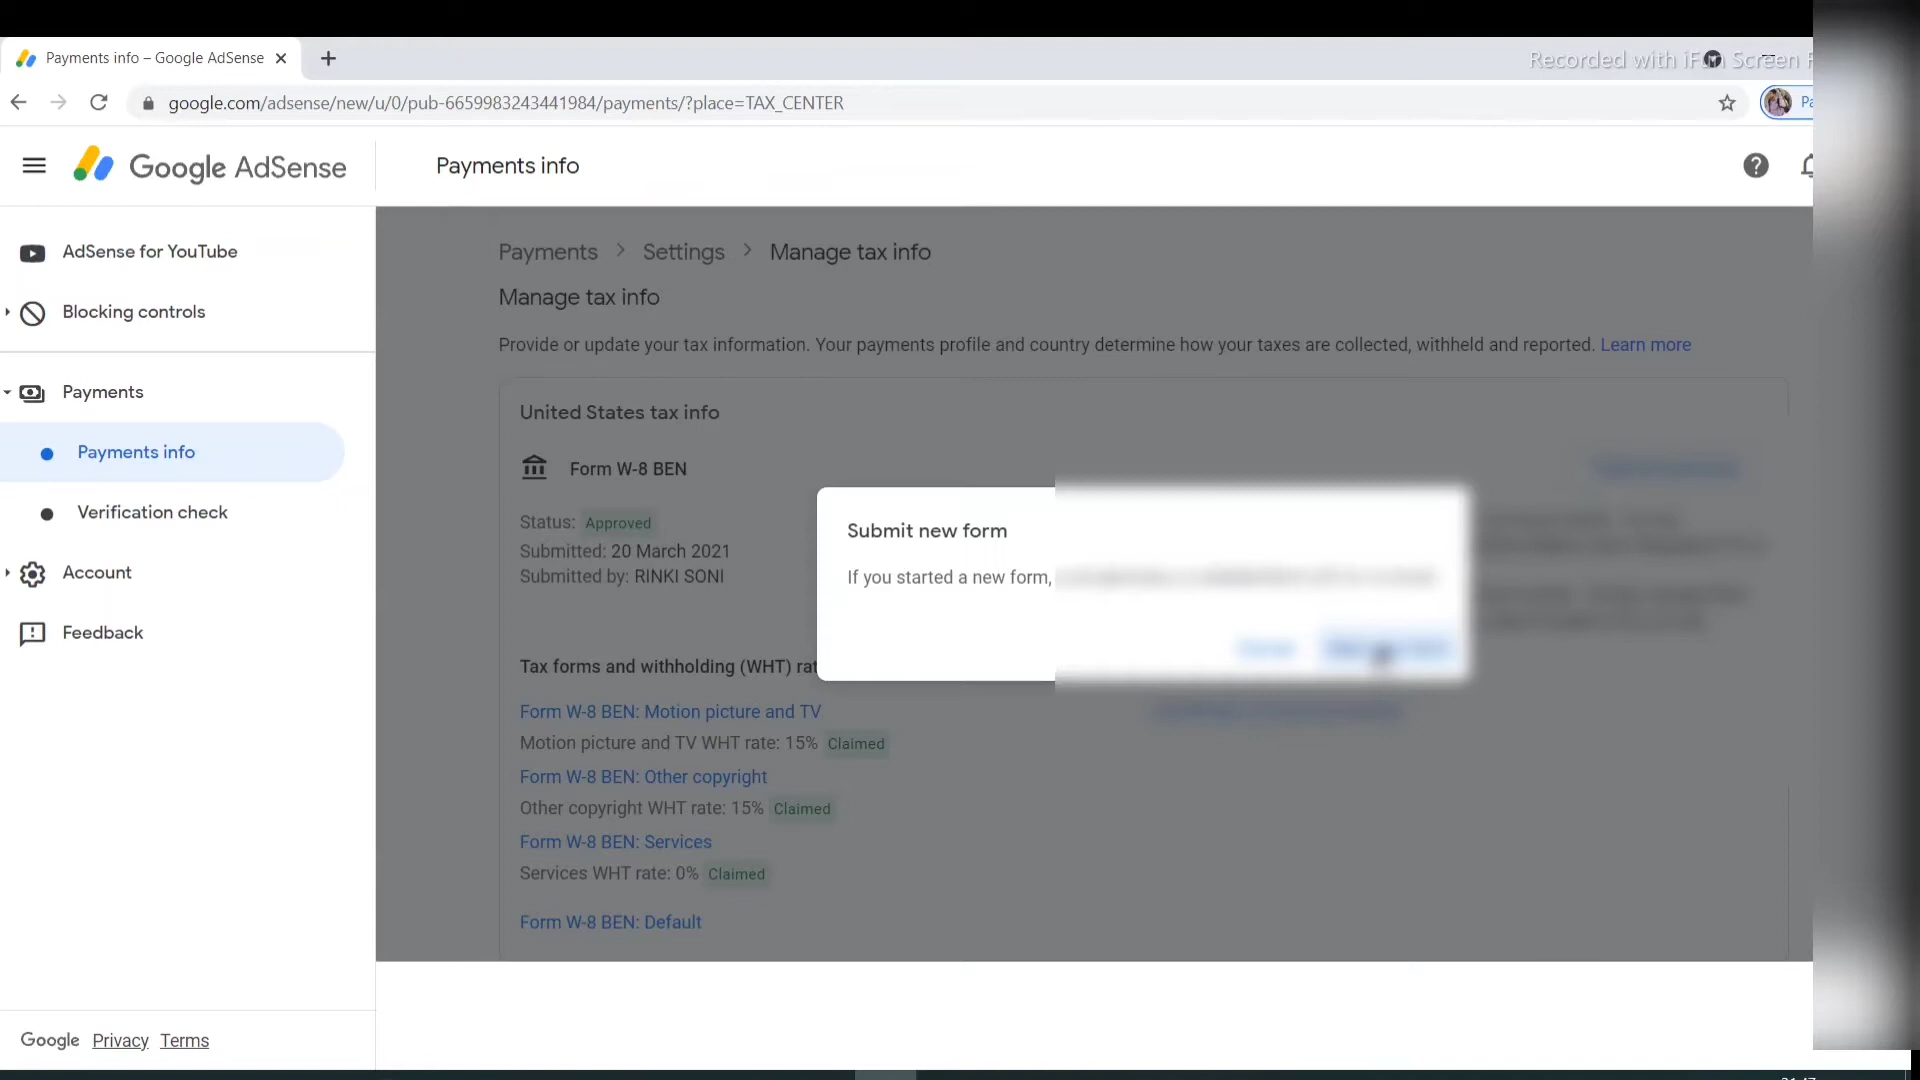 Payments info – Google AdSense
Recorded with iFun Screen
google.com/adsense/new/u/0/pub-6659983243441984/payments/?place=TAX_CENTER
Google AdSense
Payments info
AdSense for YouTube
Blocking controls
Payments
Payments info
Verification check
Account
Feedback
Google Privacy Terms
Payments > Settings > Manage tax info
Manage tax info
Provide or update your tax information. Your payments profile and country determine how your taxes are collected, withheld and reported. Learn more
United States tax info
Form W-8 BEN
Status: Approved
Submitted: 20 March 2021
Submitted by: RINKI SONI
Submit new form
If you started a new form,
Tax forms and withholding (WHT)
Form W-8 BEN: Motion picture and TV
Motion picture and TV WHT rate: 15% Claimed
Form W-8 BEN: Other copyright
Other copyright WHT rate: 15% Claimed
Form W-8 BEN: Services
Services WHT rate: 0% Claimed
Form W-8 BEN: Default